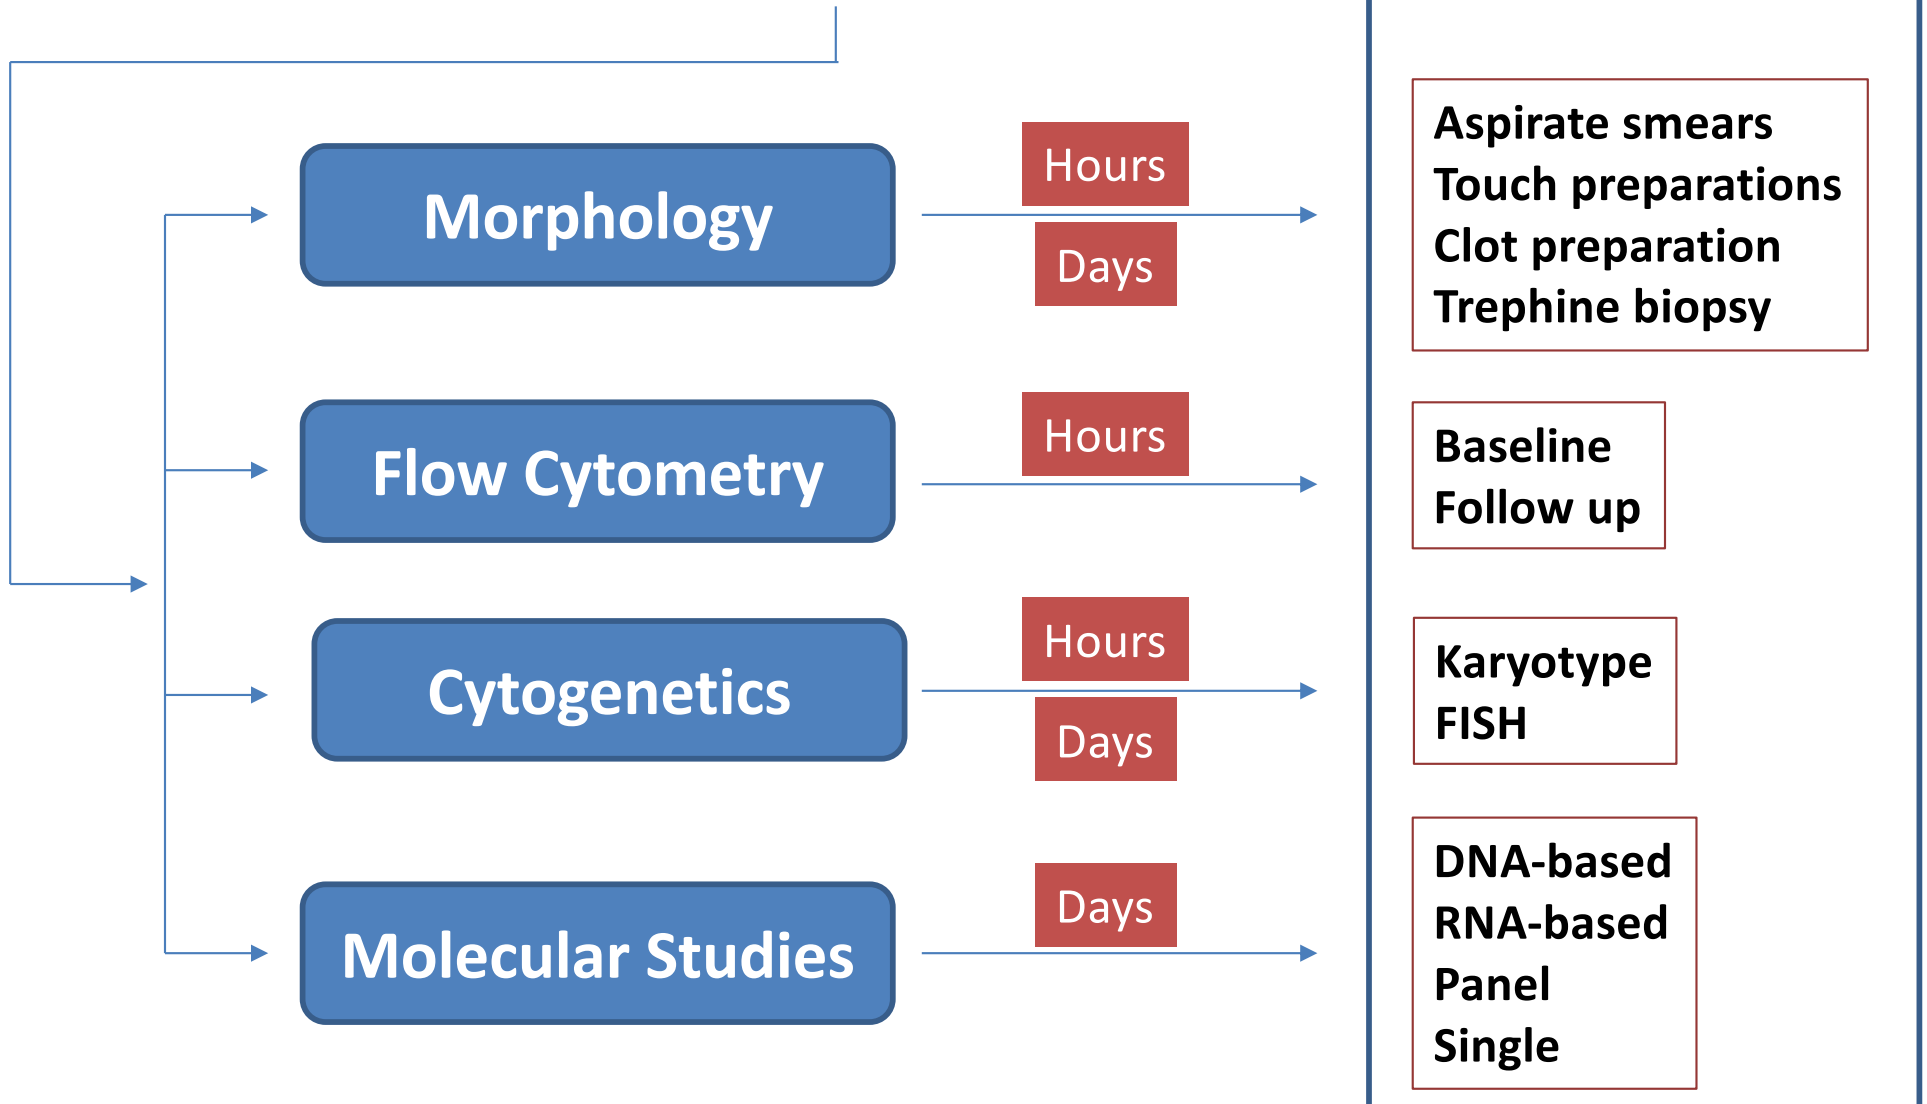 Morphology
Hours
Days
Aspirate smears
Touch preparations
Clot preparation
Trephine biopsy
Flow Cytometry
Hours
Baseline
Follow up
Cytogenetics
Hours
Days
Karyotype
FISH
Molecular Studies
Days
DNA-based
RNA-based
Panel
Single